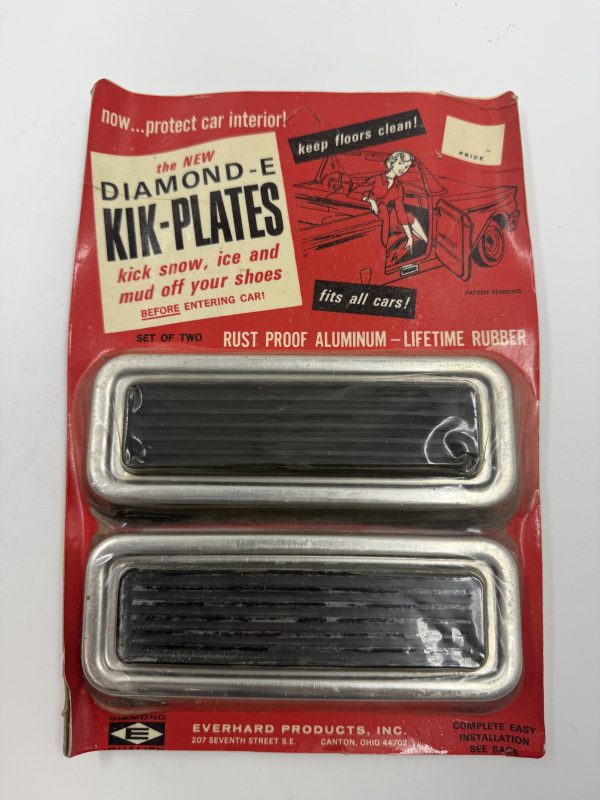 now...protect car interior!
the NEW
DIAMOND-E
KIK-PLATES
kick snow, ice and
mud off your shoes
BEFORE ENTERING CAR!
keep floors clean!
PRICE
fits all cars!
PATENT PENDING
SET OF TWO
RUST PROOF ALUMINUM – LIFETIME RUBBER
DIAMOND
E
QUALITY
EVERHARD PRODUCTS, INC.
207 SEVENTH STREET S.E. CANTON, OHIO 44702
COMPLETE EASY
INSTALLATION
SEE BACK